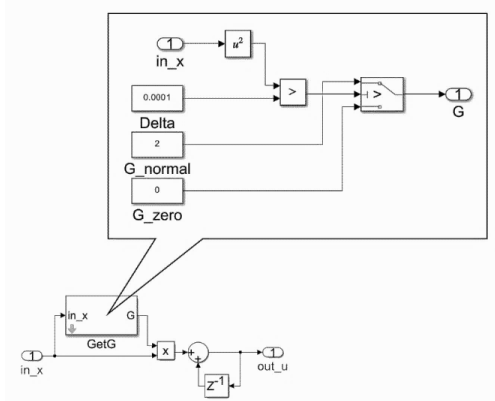 1
in_x
u²
0.0001
Delta
>
>
1
G
2
G_normal
0
G_zero
in_x
G
GetG
1
in_x
x
+
+
1
out_u
z⁻¹